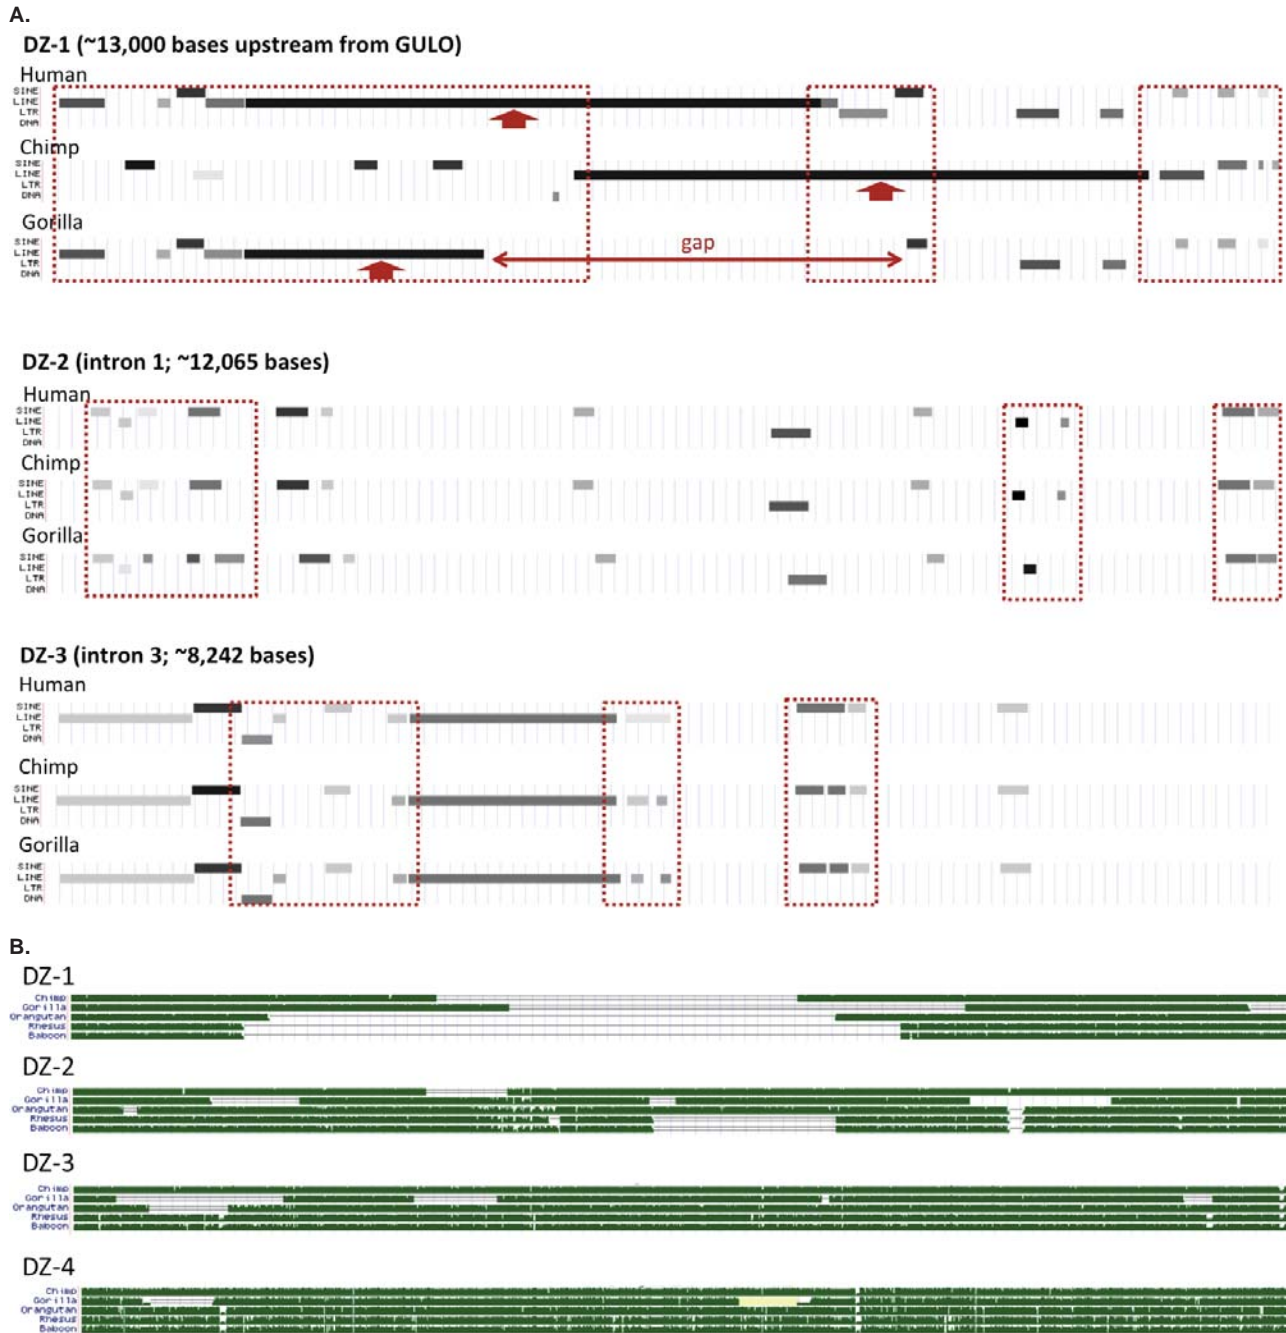 A.
DZ-1 (~13,000 bases upstream from GULO)
Human
SINE
LINE
LTR
DNA
Chimp
SINE
LINE
LTR
DNA
Gorilla
SINE
LINE
LTR
DNA
gap
DZ-2 (intron 1; ~12,065 bases)
Human
SINE
LINE
LTR
DNA
Chimp
SINE
LINE
LTR
DNA
Gorilla
SINE
LINE
LTR
DNA
DZ-3 (intron 3; ~8,242 bases)
Human
SINE
LINE
LTR
DNA
Chimp
SINE
LINE
LTR
DNA
Gorilla
SINE
LINE
LTR
DNA
B.
DZ-1
Chimp
Gorilla
Orangutan
Rhesus
Baboon
DZ-2
Chimp
Gorilla
Orangutan
Rhesus
Baboon
DZ-3
Chimp
Gorilla
Orangutan
Rhesus
Baboon
DZ-4
Chimp
Gorilla
Orangutan
Rhesus
Baboon